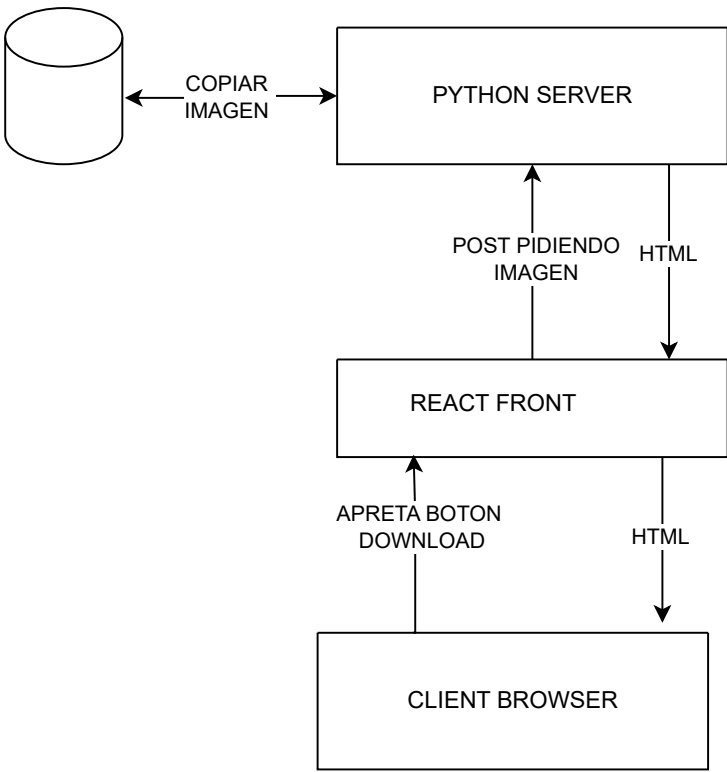 COPIAR
IMAGEN
PYTHON SERVER
POST PIDIENDO
IMAGEN
HTML
REACT FRONT
APRETA BOTON
DOWNLOAD
HTML
CLIENT BROWSER